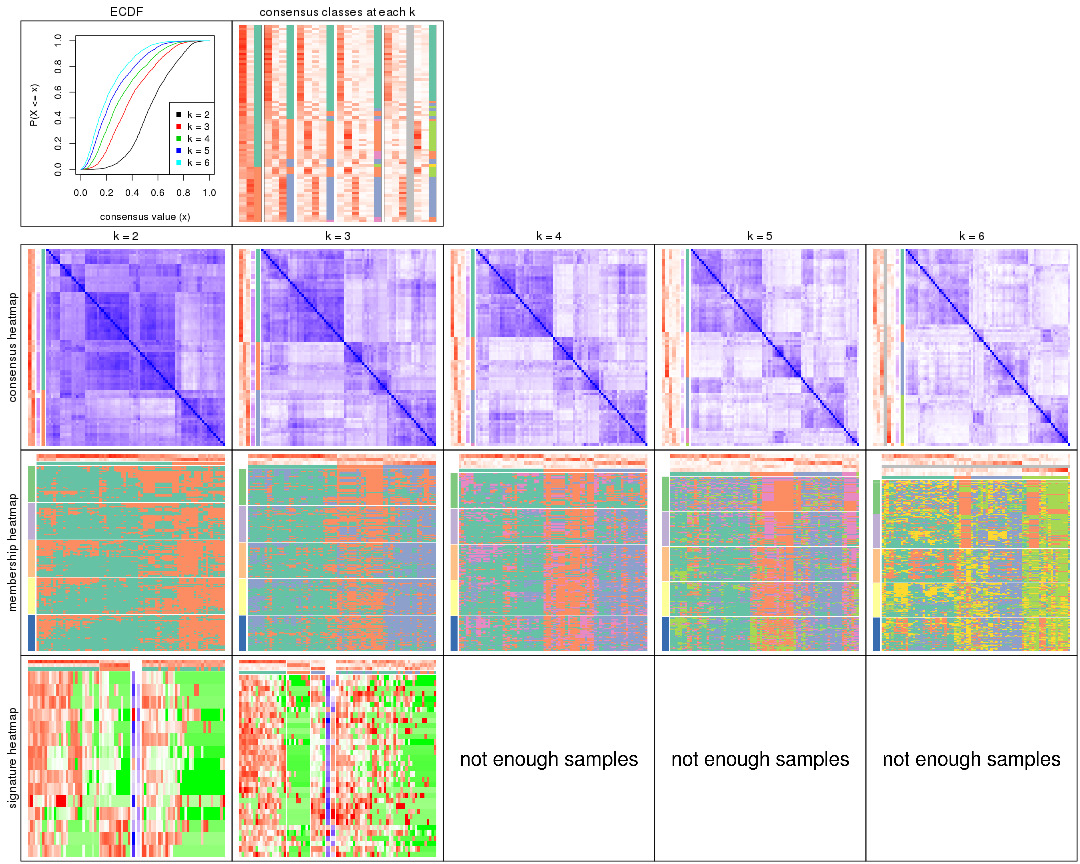 ECDF
consensus classes at each k
P(X <= x)
0.0 0.2 0.4 0.6 0.8 1.0
k = 2
k = 3
k = 4
k = 5
k = 6
0.0 0.2 0.4 0.6 0.8 1.0
consensus value (x)
k = 2 k = 3 k = 4 k = 5 k = 6
consensus heatmap
membership heatmap
signature heatmap
not enough samples not enough samples not enough samples